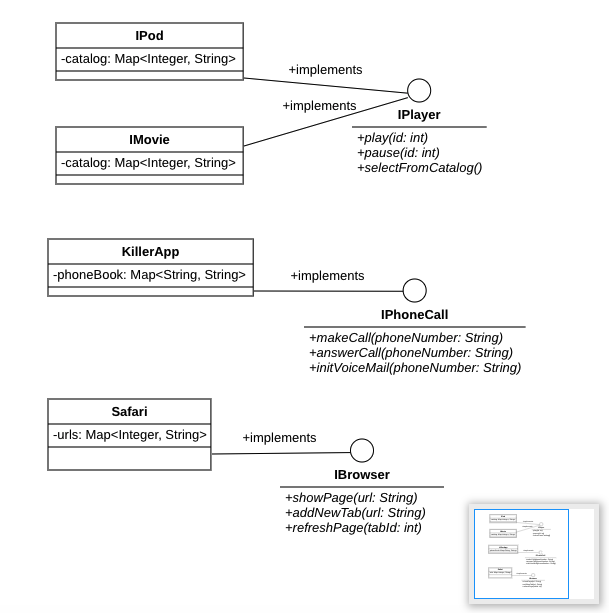 IPod
-catalog: Map<Integer, String>
+implements
+implements
IPlayer
+play(id: int)
+pause(id: int)
+selectFromCatalog()
IMovie
-catalog: Map<Integer, String>
KillerApp
-phoneBook: Map<String, String>
+implements
IPhoneCall
+makeCall(phoneNumber: String)
+answerCall(phoneNumber: String)
+initVoiceMail(phoneNumber: String)
Safari
-urls: Map<Integer, String>
+implements
IBrowser
+showPage(url: String)
+addNewTab(url: String)
+refreshPage(tabId: int)